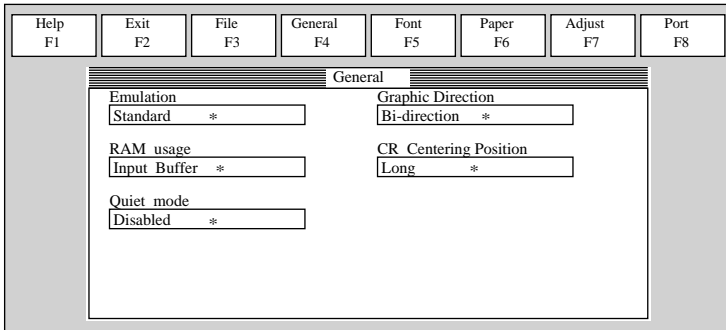 Help Exit File General Font Paper Adjust Port
F1 F2 F3 F4 F5 F6 F7 F8
General
Emulation Graphic Direction
Standard * Bi-direction *
RAM usage CR Centering Position
Input Buffer * Long *
Quiet mode
Disabled *